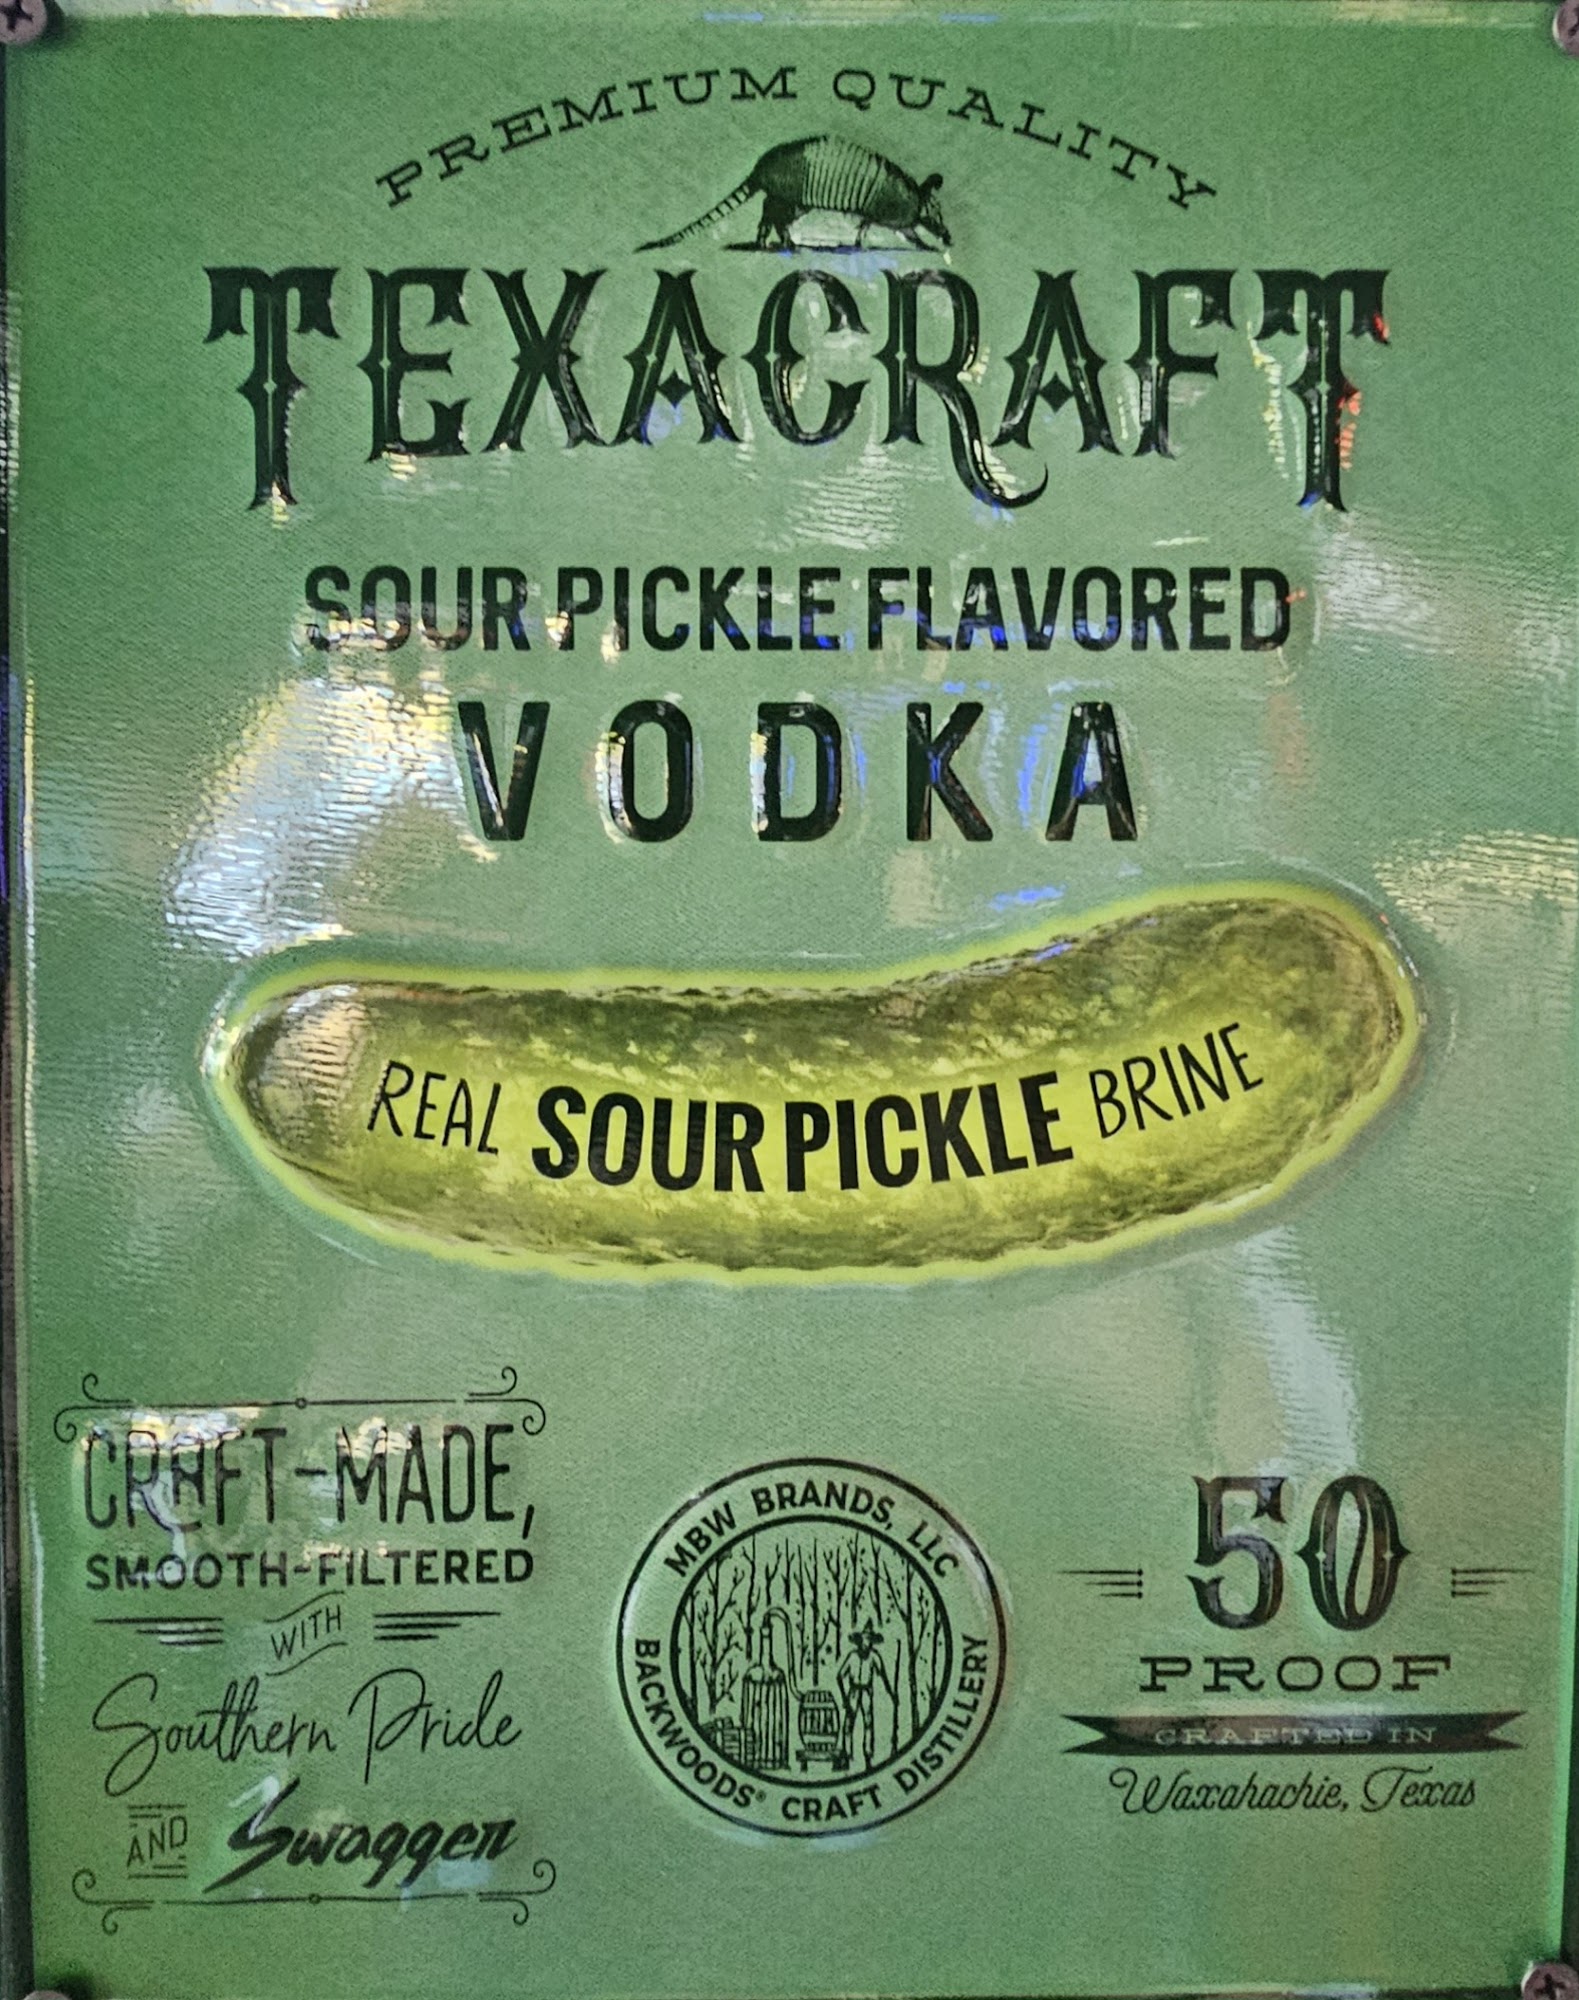 PREMIUM QUALITY
TEXACRAFT
SOUR PICKLE FLAVORED
VODKA
REAL SOUR PICKLE BRINE
CRAFT-MADE,
SMOOTH-FILTERED
WITH
Southern Pride
AND Swagger
MBW BRANDS, LLC
BACKWOODS® CRAFT DISTILLERY
50
PROOF
CRAFTED IN
Waxahachie, Texas